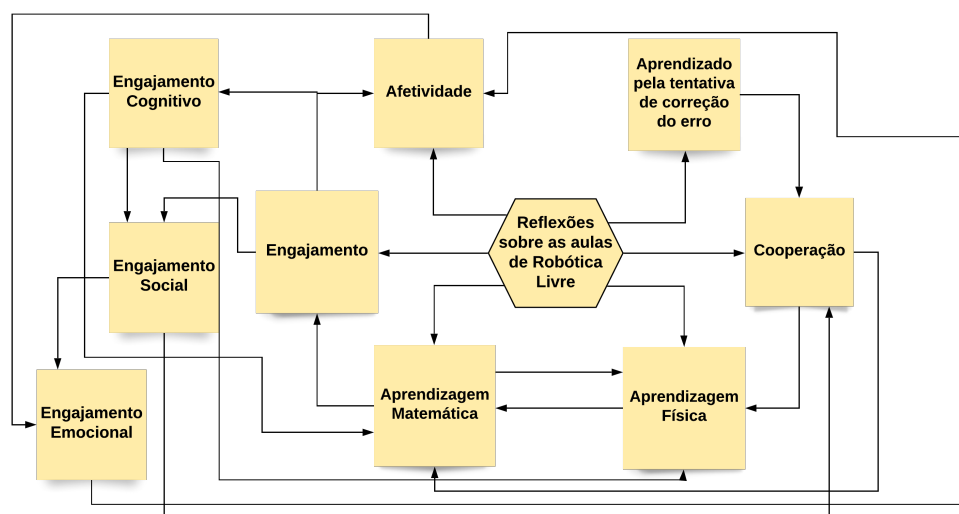 Engajamento
Cognitivo
Afetividade
Aprendizado
pela tentativa
de correção
do erro
Engajamento
Social
Engajamento
Reflexões
sobre as aulas
de Robótica
Livre
Cooperação
Engajamento
Emocional
Aprendizagem
Matemática
Aprendizagem
Física